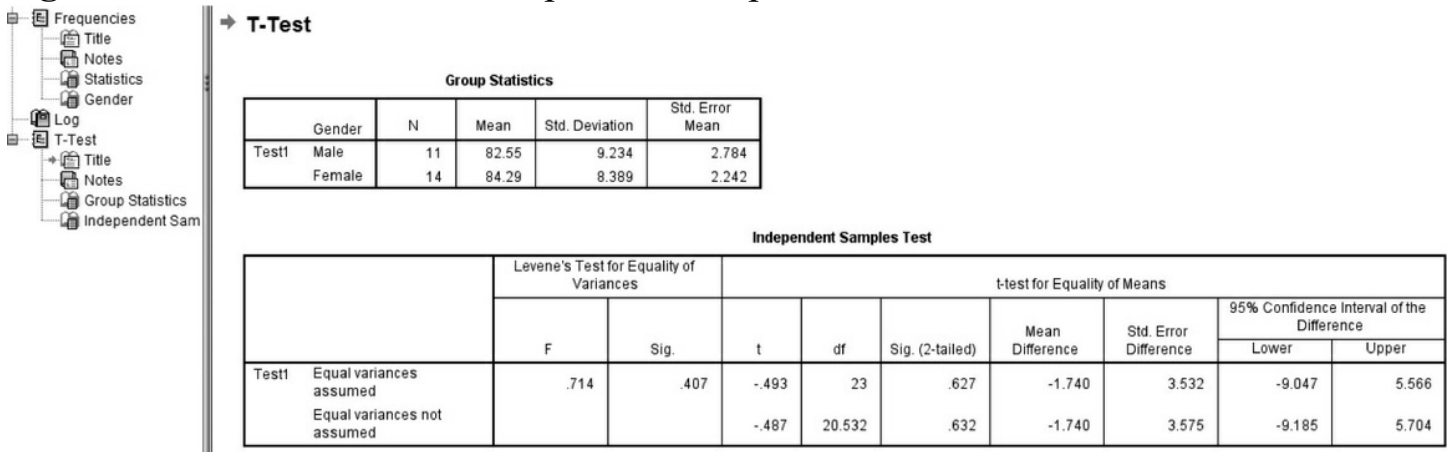 Frequencies
Title
Notes
Statistics
Gender
Log
T-Test
Title
Notes
Group Statistics
Independent Sam
T-Test
Group Statistics
Gender N Mean Std. Deviation Std. Error Mean
Test1 Male 11 82.55 9.234 2.784
Female 14 84.29 8.389 2.242
Independent Samples Test
Levene's Test for Equality of Variances t-test for Equality of Means
95% Confidence Interval of the Difference
F Sig. t df Sig. (2-tailed) Mean Difference Std. Error Difference Lower Upper
Test1 Equal variances assumed .714 .407 -.493 23 .627 -1.740 3.532 -9.047 5.566
Equal variances not assumed -.487 20.532 .632 -1.740 3.575 -9.185 5.704